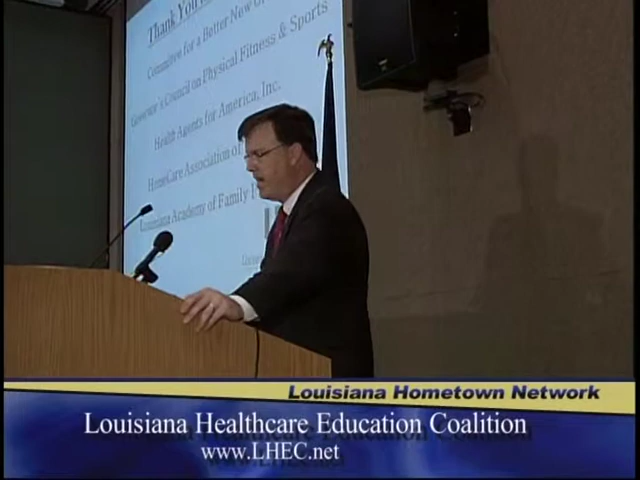 Thank You
Committee for a Better New
Governor's Council on Physical Fitness & Sports
Health Agents for America, Inc.
HomeCare Association of
Louisiana Academy of Family
Louisiana Hometown Network
Louisiana Healthcare Education Coalition
www.LHEC.net